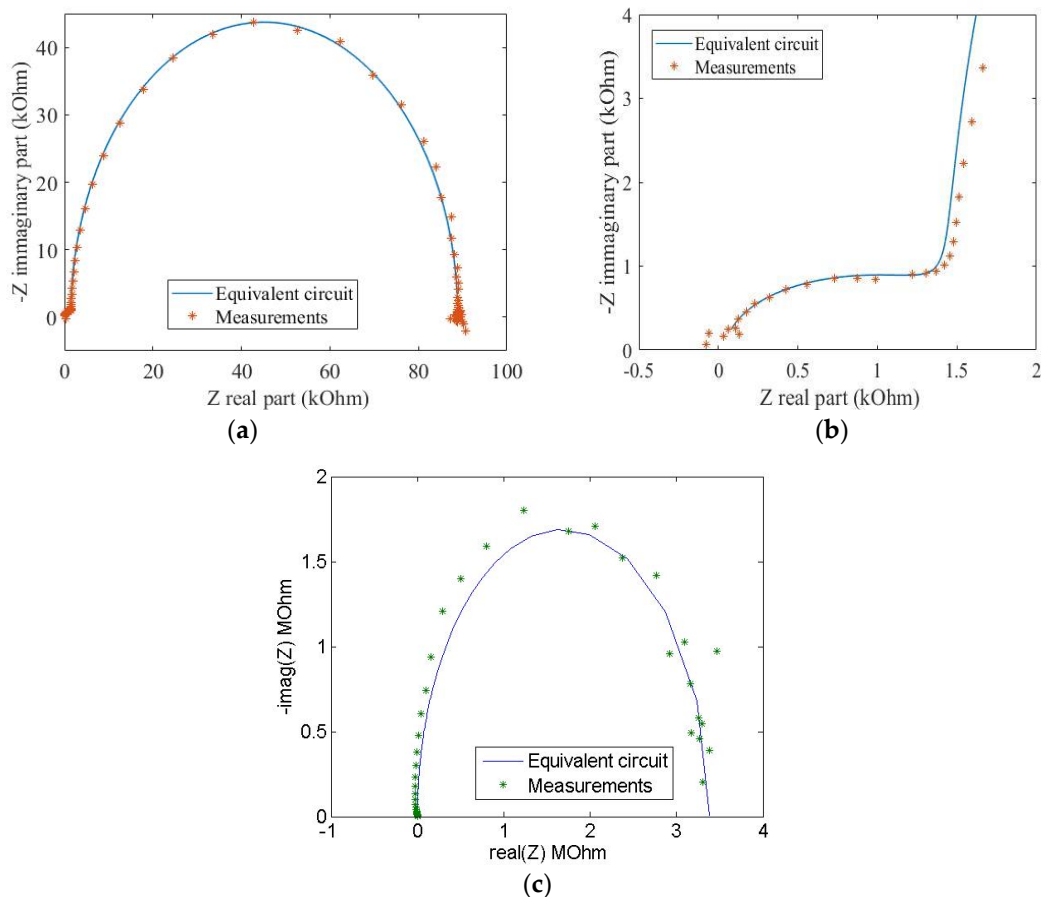 40
30
20
10
0
-Z immaginary part (kOhm)
Equivalent circuit
Measurements
0 20 40 60 80 100
Z real part (kOhm)
(a)
4
3
2
1
0
-Z immaginary part (kOhm)
Equivalent circuit
Measurements
-0.5 0 0.5 1 1.5 2
Z real part (kOhm)
(b)
2
1.5
1
0.5
0
-imag(Z) MOhm
Equivalent circuit
Measurements
-1 0 1 2 3 4
real(Z) MOhm
(c)